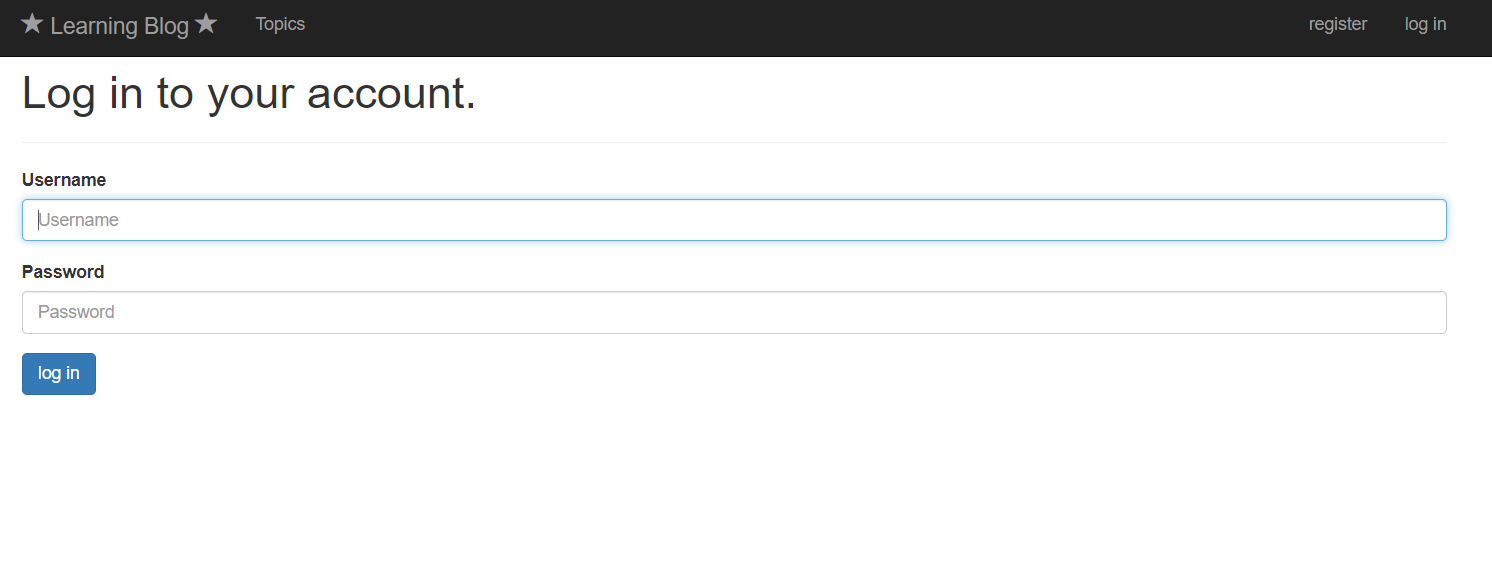 ★ Learning Blog ★ Topics register log in
Log in to your account.
Username
Username
Password
Password
log in